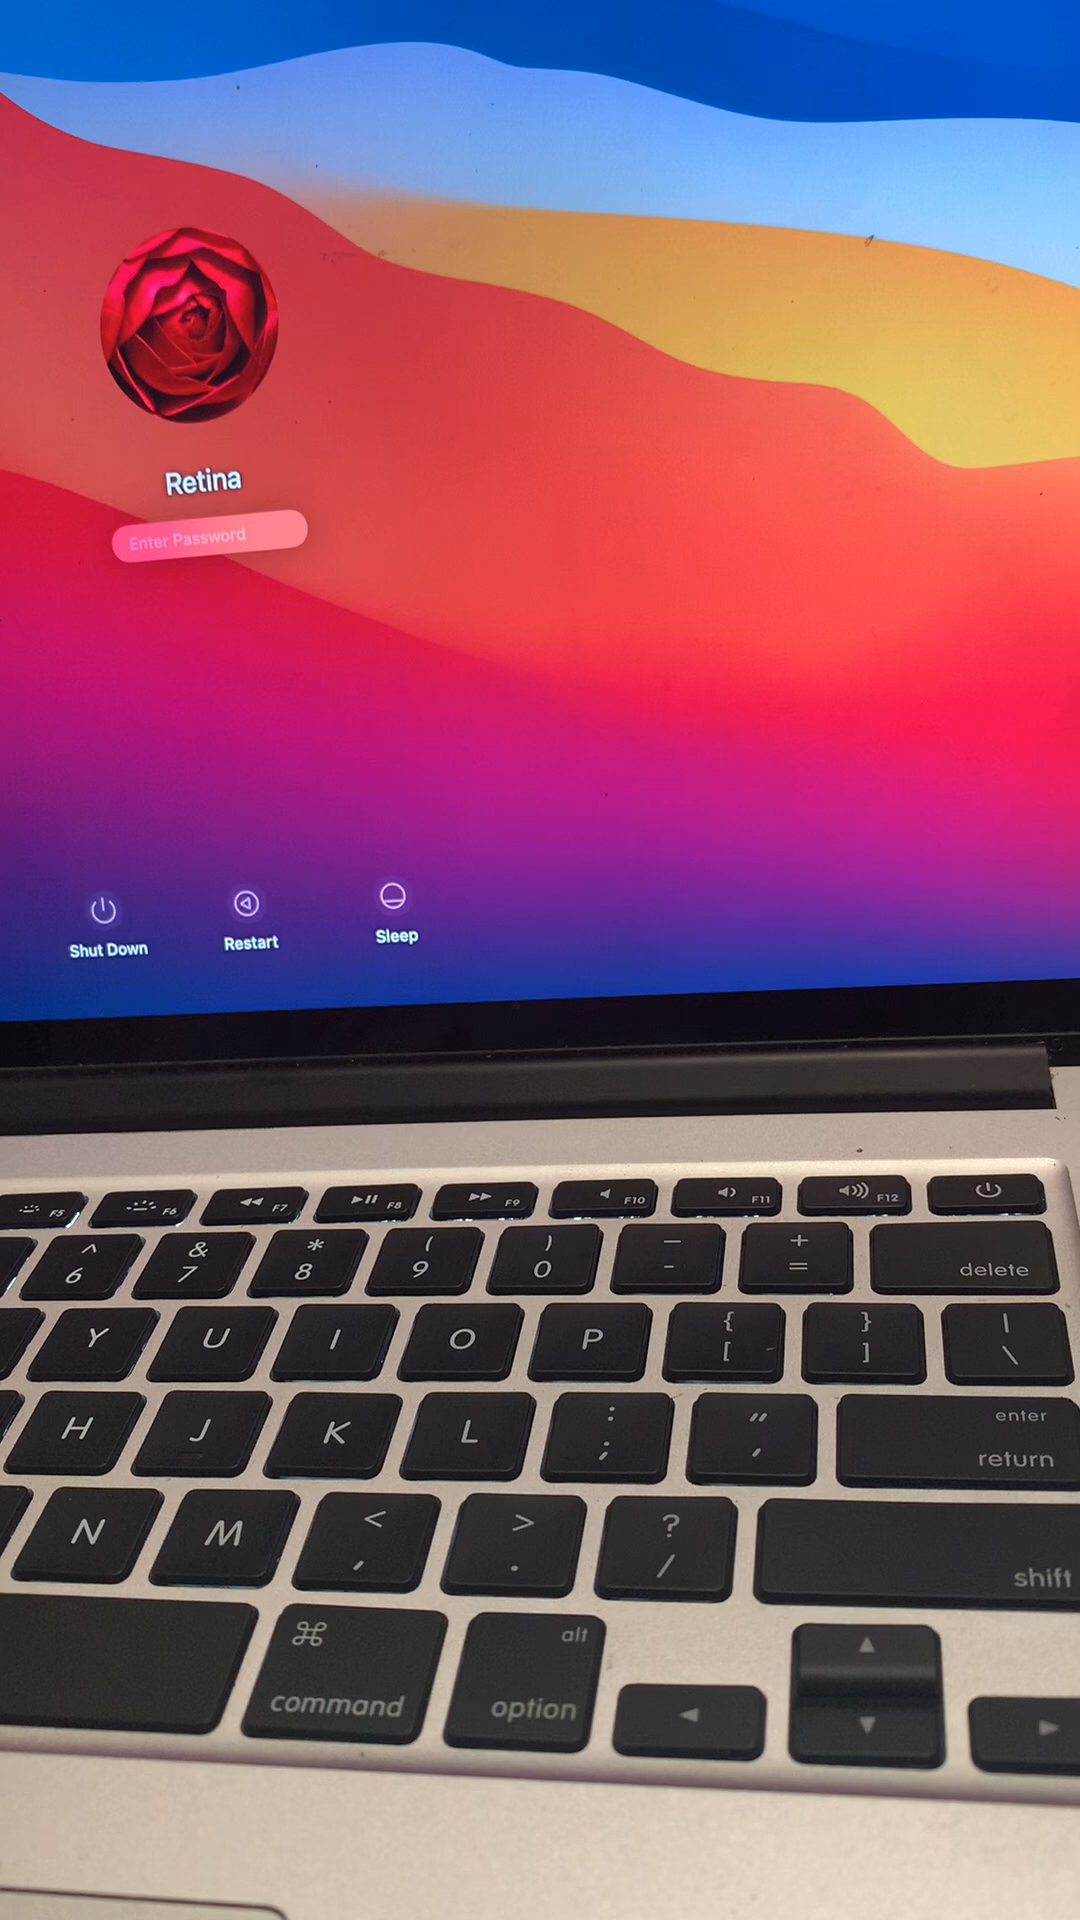 Retina
Enter Password
Shut Down Restart Sleep
F5 F6 F7 F8 F9 F10 F11 F12
^ & * ( ) — +
6 7 8 9 0 - = delete
Y U I O P { } |
[ ] \
H J K L : " enter
; ' return
N M < > ?
, . / shift
⌘ alt
command option